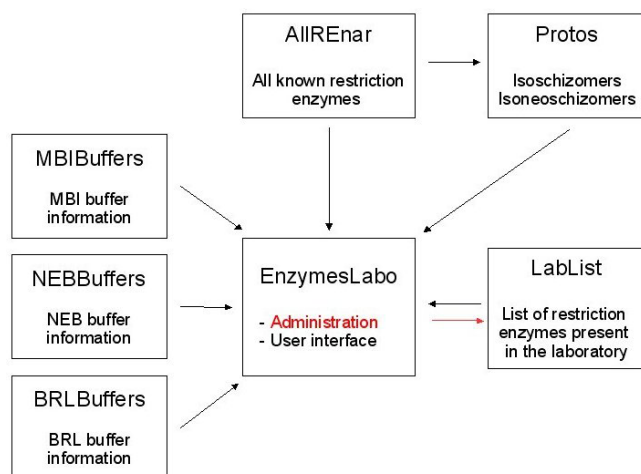 AllREnar
All known restriction
enzymes
Protos
Isoschizomers
Isoneoschizomers
MBIBuffers
MBI buffer
information
NEBBuffers
NEB buffer
information
BRLBuffers
BRL buffer
information
EnzymesLabo
- Administration
- User interface
LabList
List of restriction
enzymes present
in the laboratory